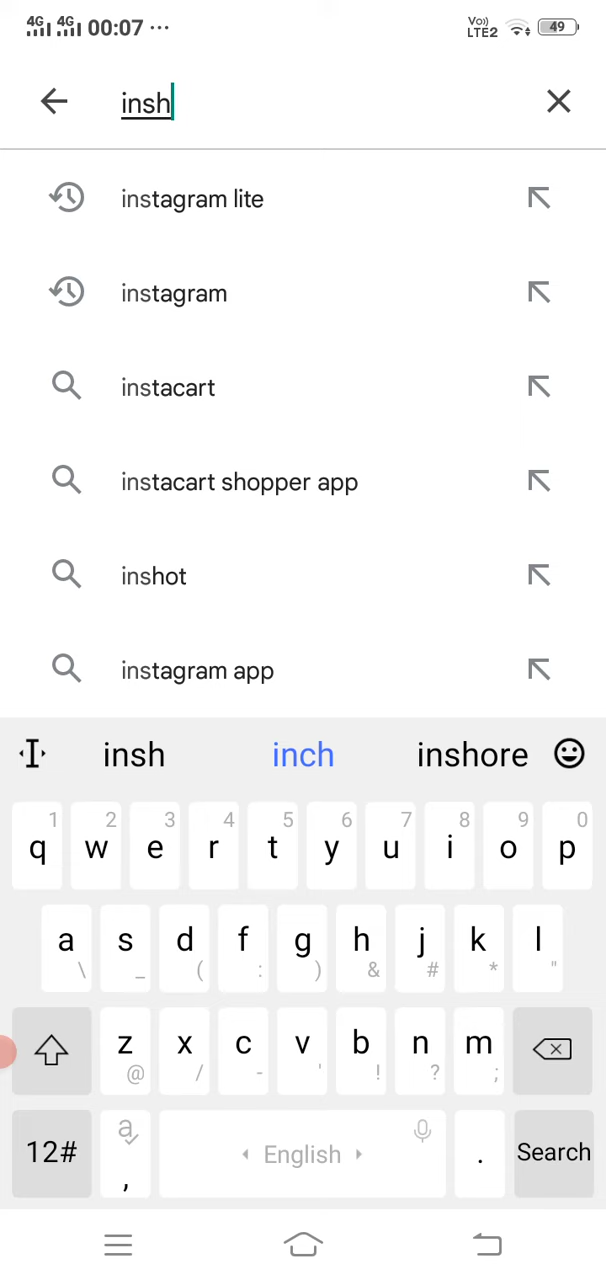 4G 4G 00:07 ...
Vo)) LTE2 49
insh
instagram lite
instagram
instacart
instacart shopper app
inshot
instagram app
insh inch inshore
1 2 3 4 5 6 7 8 9 0
q w e r t y u i o p
a s d f g h j k l
\ _ ( : ) & # * "
z x c v b n m
@ / - ' ! ? ;
12# a , English . Search